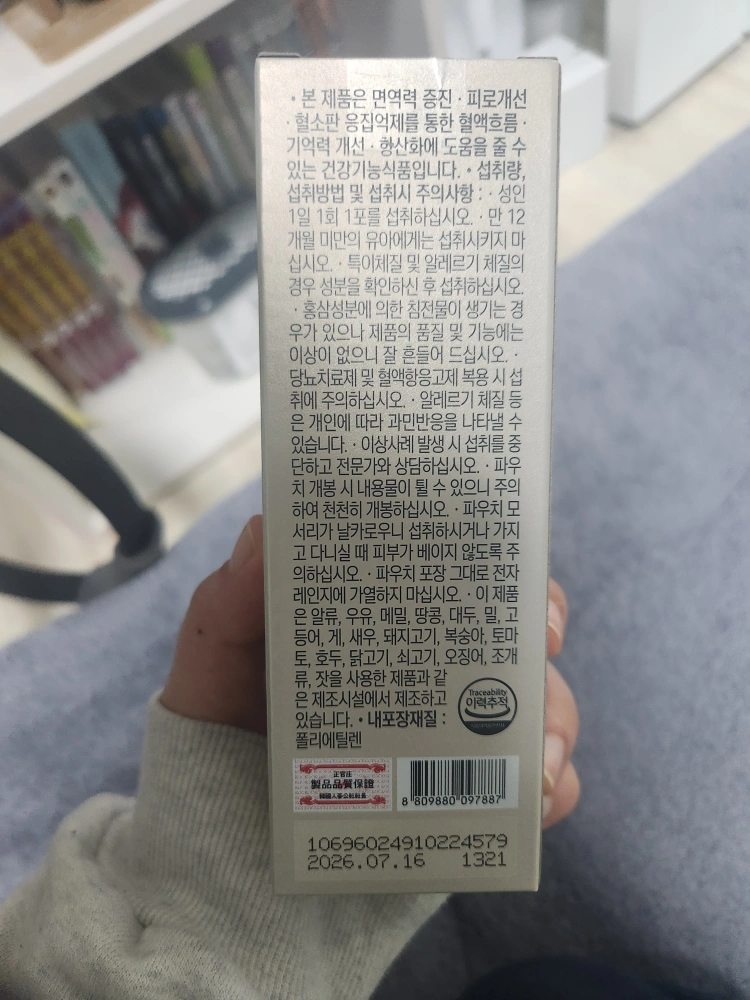 • 본 제품은 면역력 증진 · 피로개선
· 혈소판 응집억제를 통한 혈액흐름 ·
기억력 개선 · 항산화에 도움을 줄 수
있는 건강기능식품입니다. • 섭취량,
섭취방법 및 섭취시 주의사항 : · 성인
1일 1회 1포를 섭취하십시오. · 만 12
개월 미만의 유아에게는 섭취시키지 마
십시오. · 특이체질 및 알레르기 체질의
경우 성분을 확인하신 후 섭취하십시오.
· 홍삼성분에 의한 침전물이 생기는 경
우가 있으나 제품의 품질 및 기능에는
이상이 없으니 잘 흔들어 드십시오. ·
당뇨치료제 및 혈액항응고제 복용 시 섭
취에 주의하십시오. · 알레르기 체질 등
은 개인에 따라 과민반응을 나타낼 수
있습니다. · 이상사례 발생 시 섭취를 중
단하고 전문가와 상담하십시오. · 파우
치 개봉 시 내용물이 튈 수 있으니 주의
하여 천천히 개봉하십시오. · 파우치 모
서리가 날카로우니 섭취하시거나 가지
고 다니실 때 피부가 베이지 않도록 주
의하십시오. · 파우치 포장 그대로 전자
레인지에 가열하지 마십시오. · 이 제품
은 알류, 우유, 메밀, 땅콩, 대두, 밀, 고
등어, 게, 새우, 돼지고기, 복숭아, 토마
토, 호두, 닭고기, 쇠고기, 오징어, 조개
류, 잣을 사용한 제품과 같
은 제조시설에서 제조하고
있습니다. • 내포장재질 :
폴리에틸렌
Traceability
이력추적
正官庄
製品品質保證
8 809880 097887
10696024910224579
2026.07.16 1321